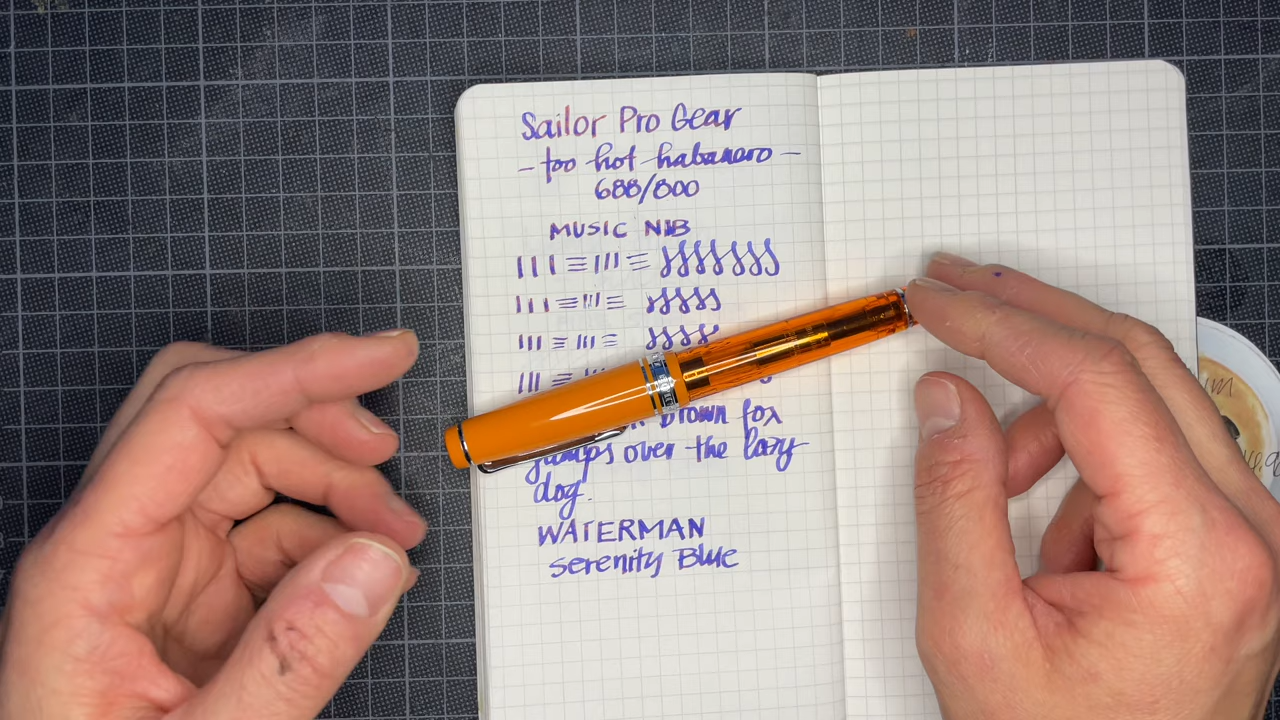 Sailor Pro Gear
- too hot habanero -
688/800
MUSIC NIB
brown fox
jumps over the lazy
dog.
WATERMAN
serenity Blue